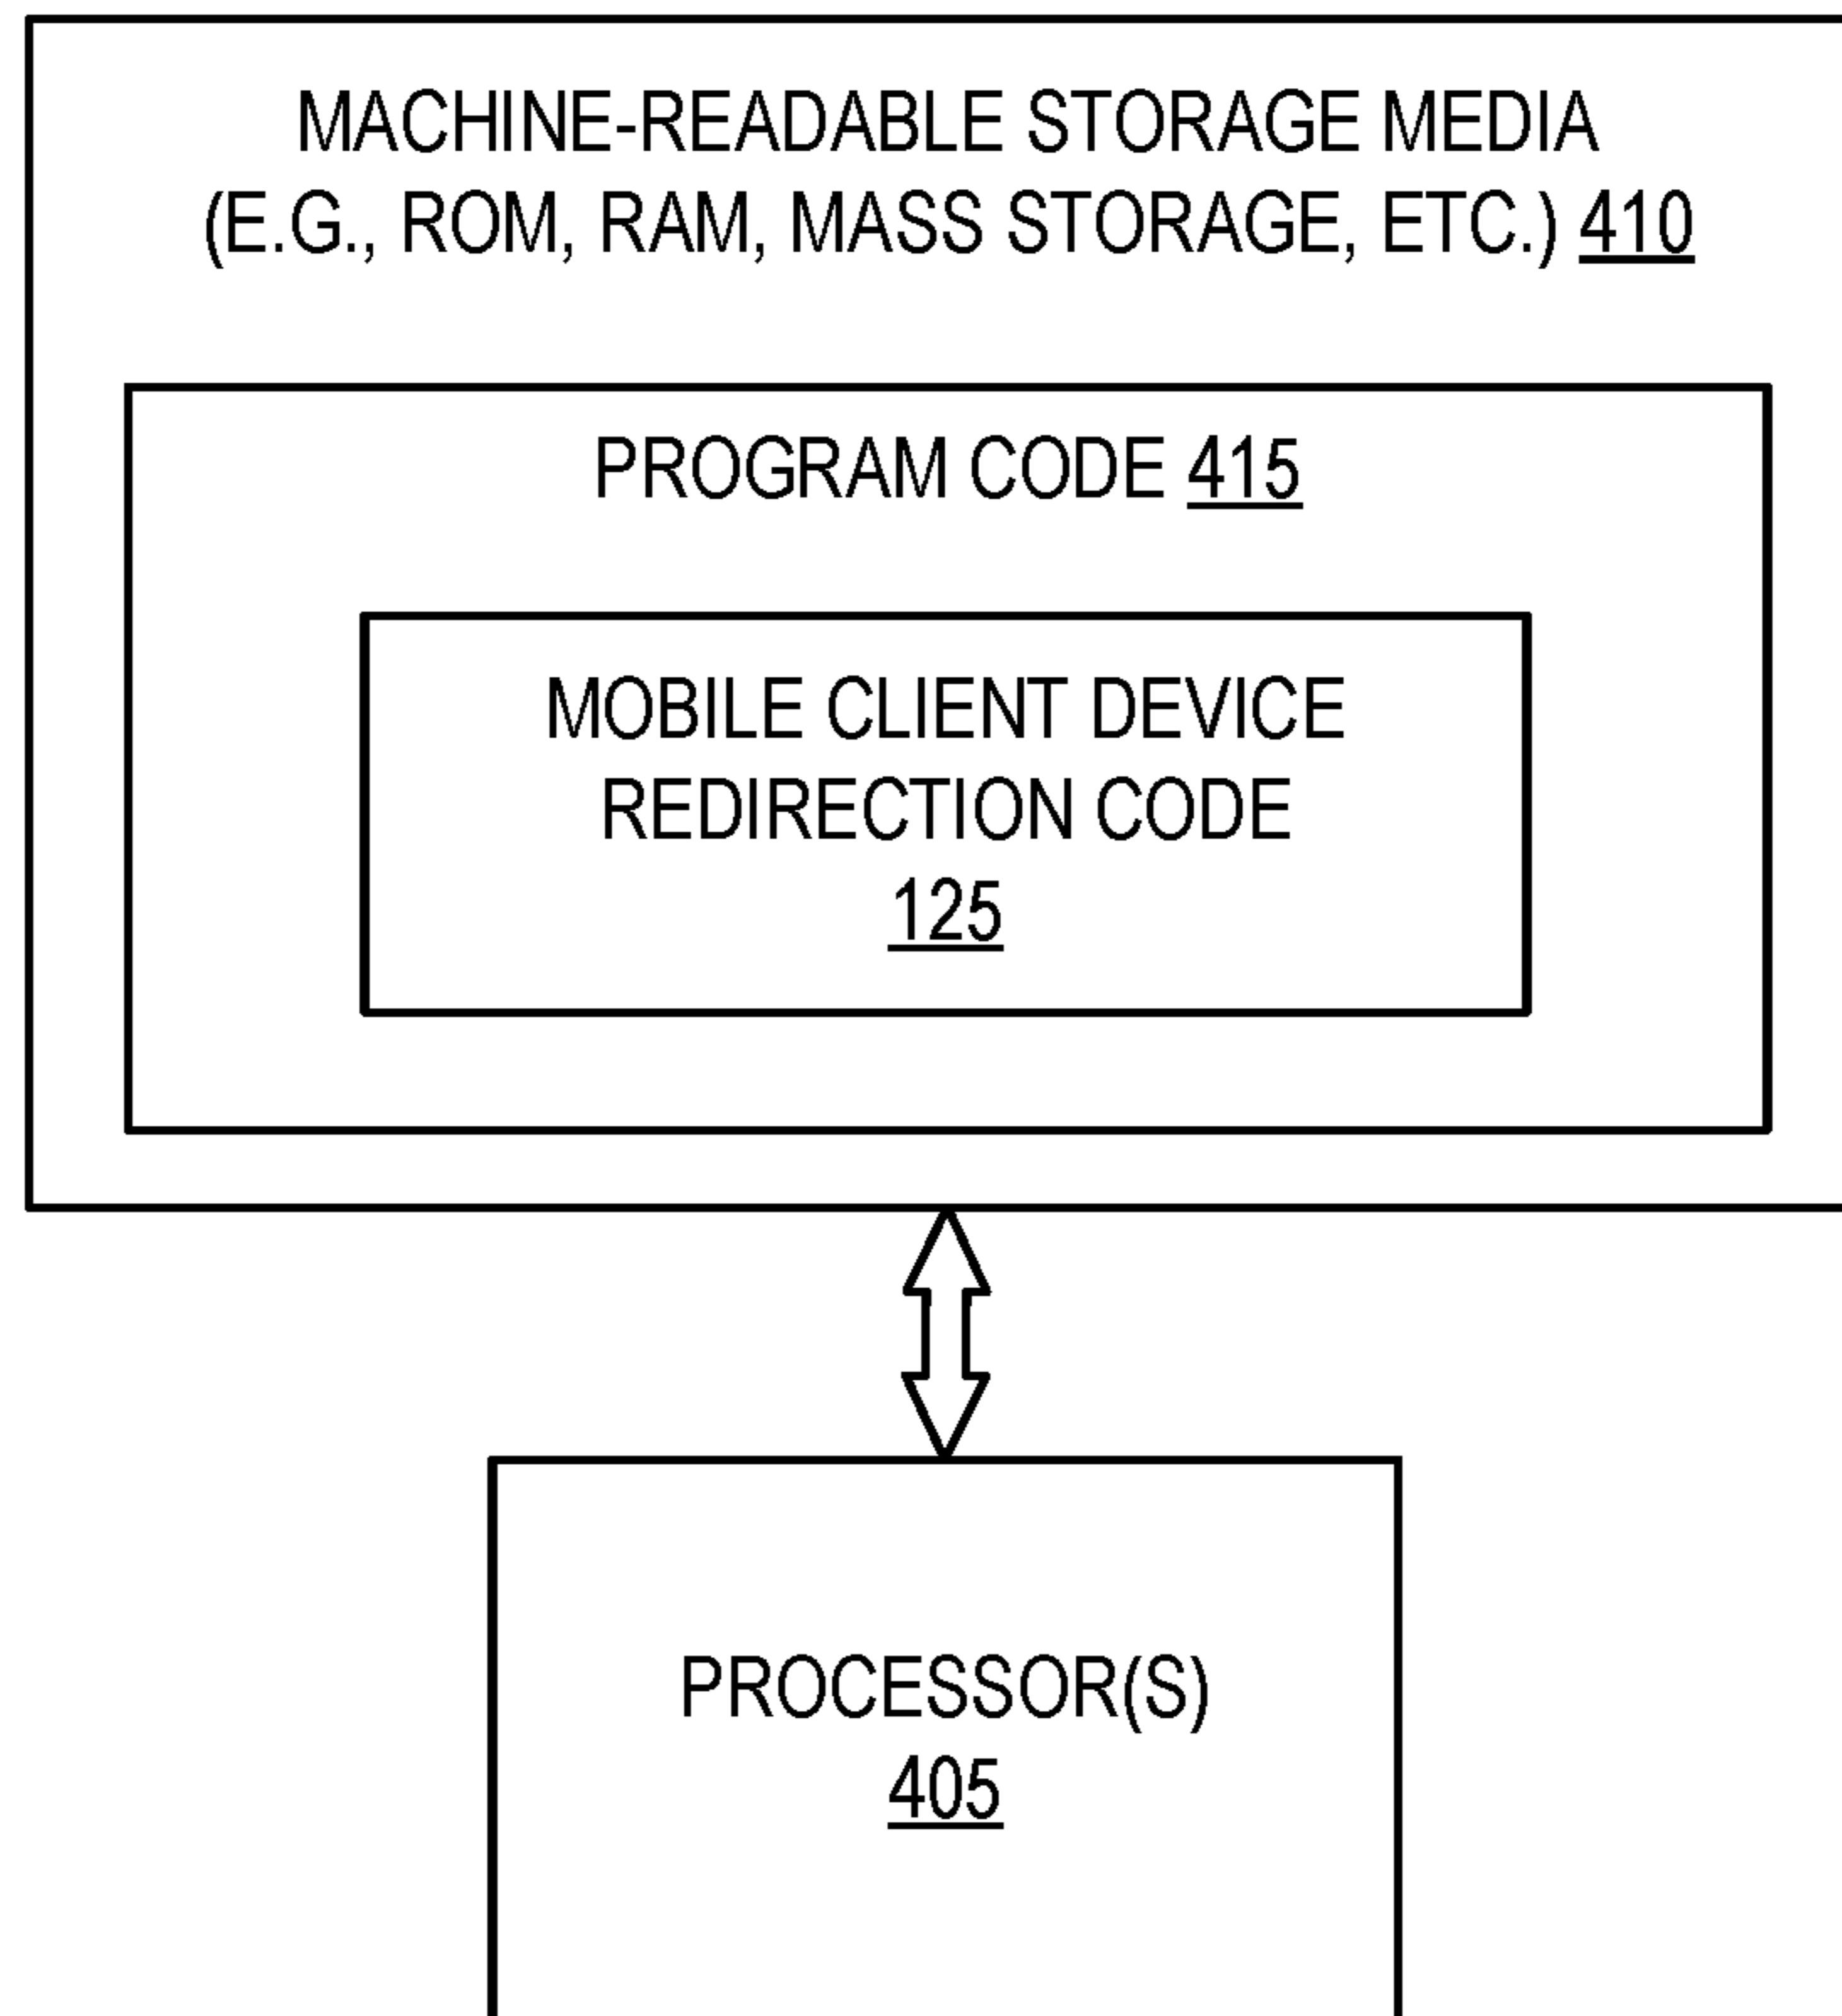 MACHINE-READABLE STORAGE MEDIA
(E.G., ROM, RAM, MASS STORAGE, ETC.) 410
PROGRAM CODE 415
MOBILE CLIENT DEVICE
REDIRECTION CODE
125
PROCESSOR(S)
405